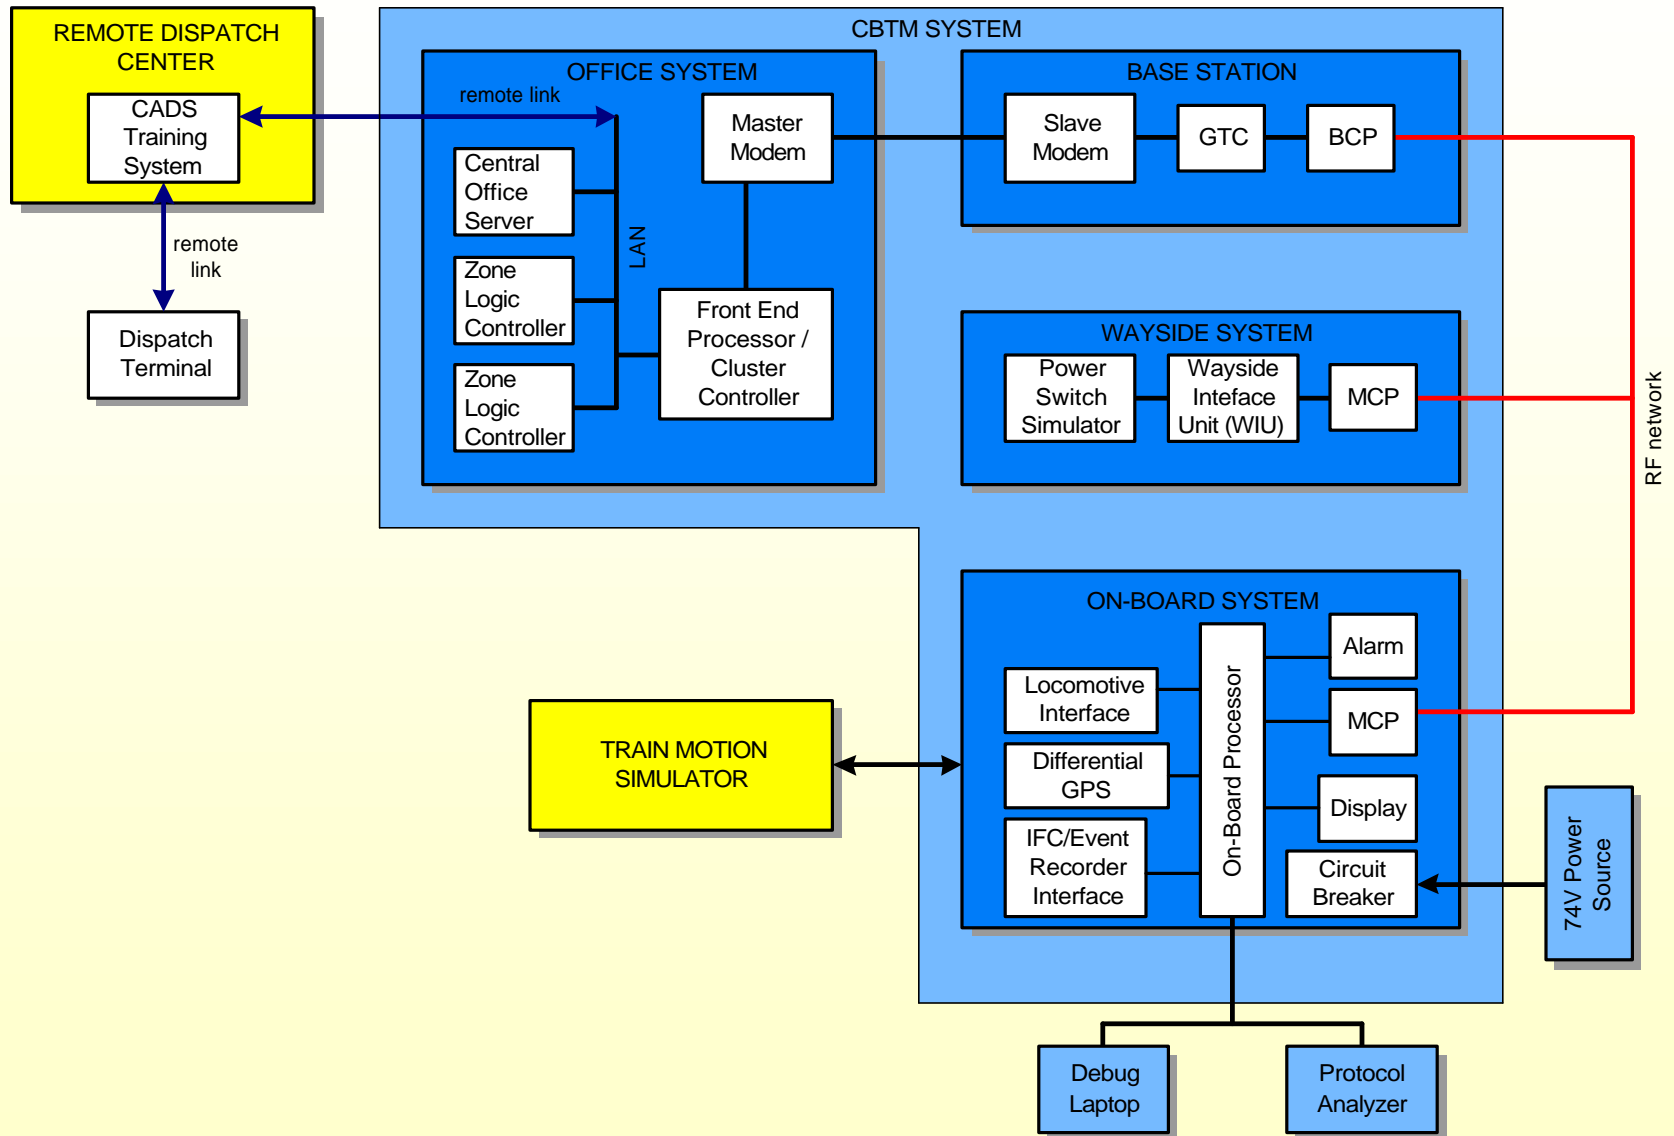 REMOTE DISPATCH
CENTER
CADS
Training
System
remote
link
Dispatch
Terminal
CBTM SYSTEM
OFFICE SYSTEM
remote link
Central
Office
Server
Zone
Logic
Controller
Zone
Logic
Controller
LAN
Master
Modem
Front End
Processor /
Cluster
Controller
BASE STATION
Slave
Modem
GTC
BCP
WAYSIDE SYSTEM
Power
Switch
Simulator
Wayside
Inteface
Unit (WIU)
MCP
RF network
ON-BOARD SYSTEM
Locomotive
Interface
Differential
GPS
IFC/Event
Recorder
Interface
On-Board Processor
Alarm
MCP
Display
Circuit
Breaker
TRAIN MOTION
SIMULATOR
74V Power
Source
Debug
Laptop
Protocol
Analyzer